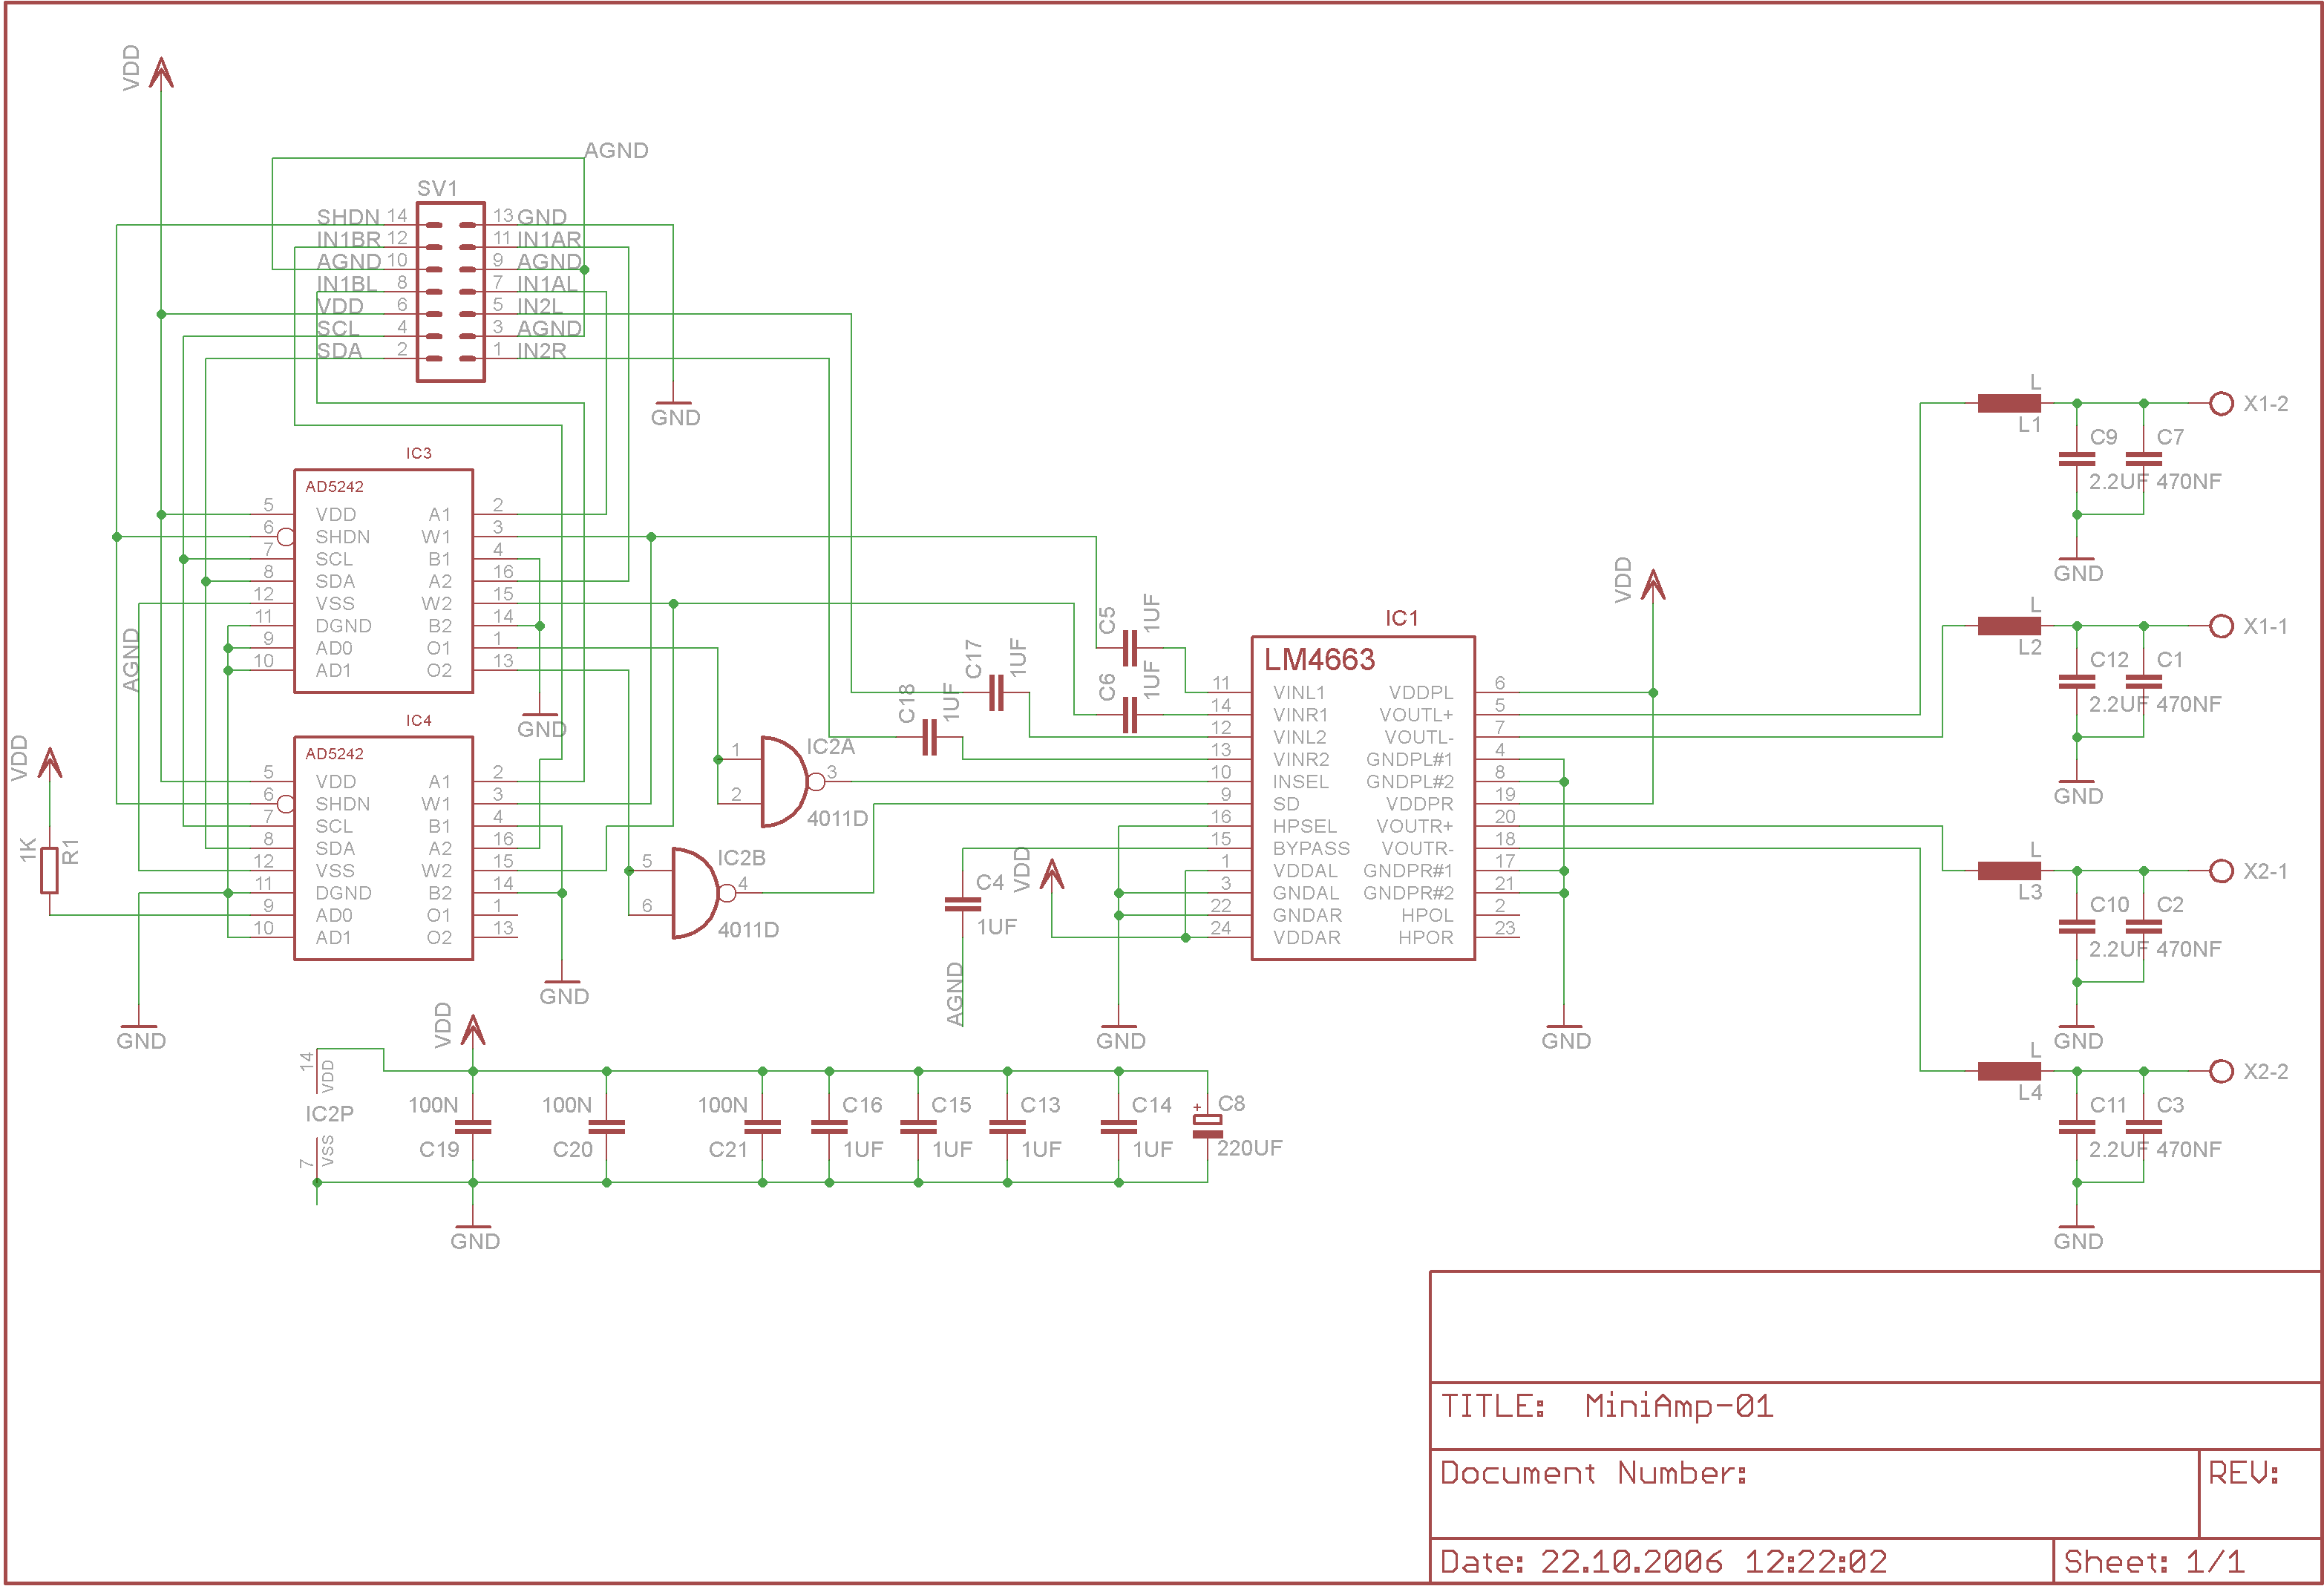 VDD
AGND
SV1
SHDN 14 13 GND
IN1BR 12 11 IN1AR
AGND 10 9 AGND
IN1BL 8 7 IN1AL
VDD 6 5 IN2L
SCL 4 3 AGND
SDA 2 1 IN2R
GND
IC3
AD5242
5 VDD A1 2
6 SHDN W1 3
7 SCL B1 4
8 SDA A2 16
12 VSS W2 15
11 DGND B2 14
9 AD0 O1 1
10 AD1 O2 13
AGND
GND
IC4
AD5242
5 VDD A1 2
6 SHDN W1 3
7 SCL B1 4
8 SDA A2 16
12 VSS W2 15
11 DGND B2 14
9 AD0 O1 1
10 AD1 O2 13
VDD
1K
R1
GND
GND
1
2
3
IC2A
4011D
5
6
4
IC2B
4011D
C18
1UF
C17
1UF
C5
1UF
C6
1UF
C4
1UF
AGND
VDD
GND
IC1
LM4663
11 VINL1 VDDPL 6
14 VINR1 VOUTL+ 5
12 VINL2 VOUTL- 7
13 VINR2 GNDPL#1 4
10 INSEL GNDPL#2 8
9 SD VDDPR 19
16 HPSEL VOUTR+ 20
15 BYPASS VOUTR- 18
1 VDDAL GNDPR#1 17
3 GNDAL GNDPR#2 21
22 GNDAR HPOL 2
24 VDDAR HPOR 23
VDD
GND
L
L1
X1-2
C9 C7
2.2UF 470NF
GND
L
L2
X1-1
C12 C1
2.2UF 470NF
GND
L
L3
X2-1
C10 C2
2.2UF 470NF
GND
L
L4
X2-2
C11 C3
2.2UF 470NF
GND
VDD
14
VDD
IC2P
7
VSS
100N
C19
100N
C20
100N
C21
C16
1UF
C15
1UF
C13
1UF
C14
1UF
+
C8
220UF
GND
TITLE: MiniAmp-01
Document Number:
REV:
Date: 22.10.2006 12:22:02
Sheet: 1/1